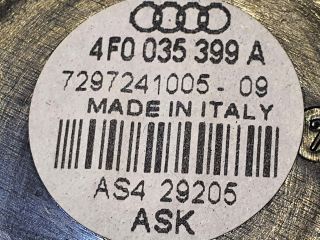 4F0 035 399 A
7297241005 - 09
MADE IN ITALY
AS4 29205
ASK